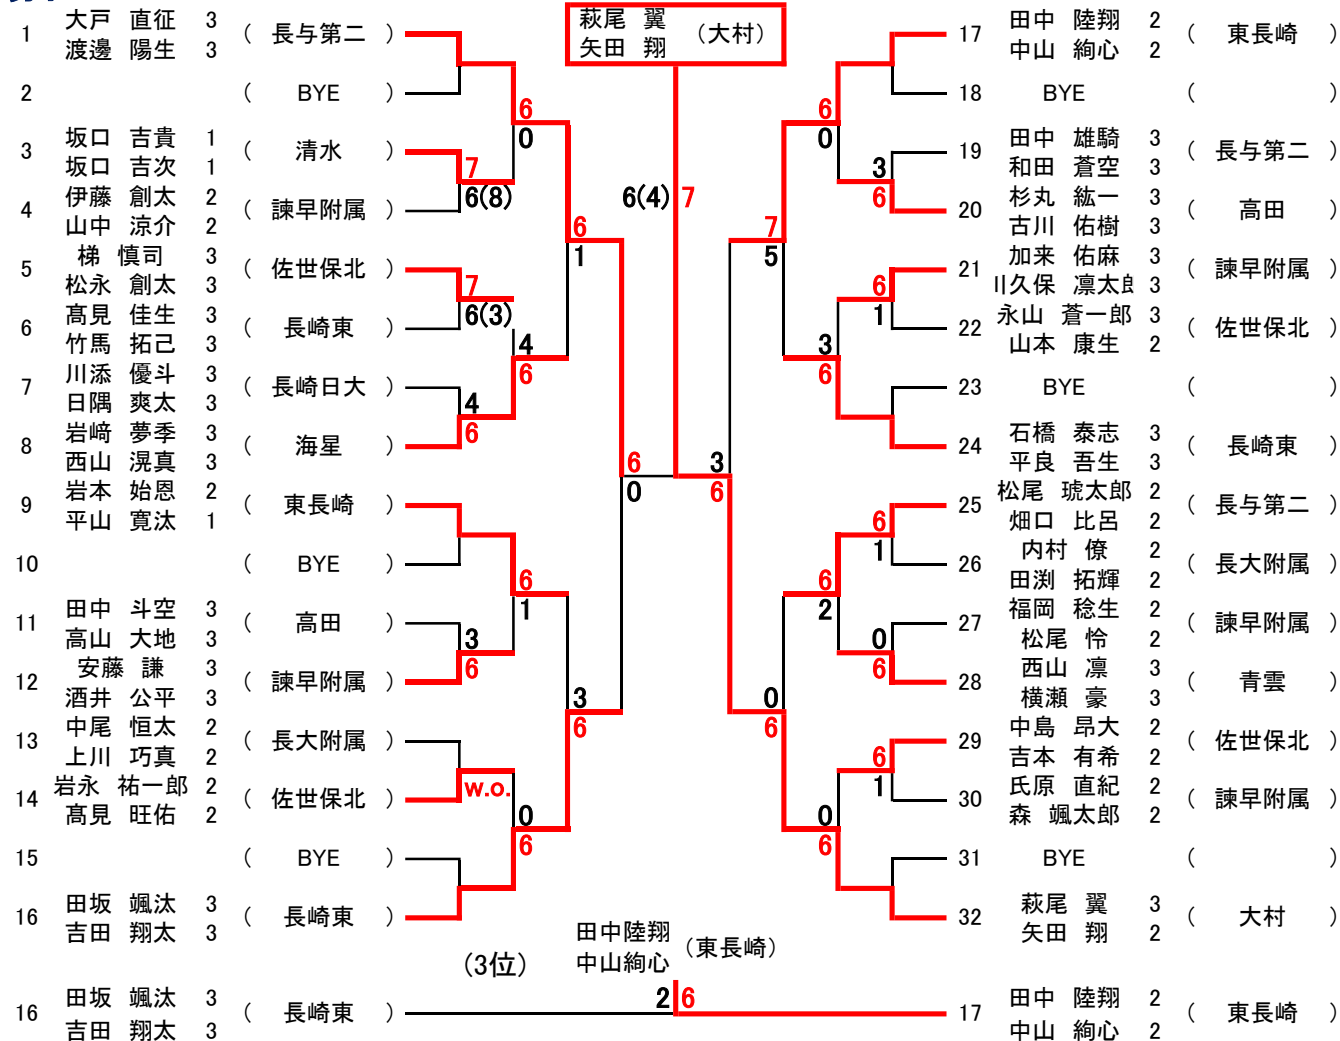 萩尾 翼
矢田 翔 (大村)
1 大戸 直征 3 ( 長与第二 )
渡邊 陽生 3
2 ( BYE )
3 坂口 吉貴 1 ( 清水 )
坂口 吉次 1
4 伊藤 創太 2 ( 諫早附属 )
山中 涼介 2
5 梯 慎司 3 ( 佐世保北 )
松永 創太 3
6 髙見 佳生 3 ( 長崎東 )
竹馬 拓己 3
7 川添 優斗 3 ( 長崎日大 )
日隅 爽太 3
8 岩﨑 夢季 3 ( 海星 )
西山 滉真 3
9 岩本 始恩 2 ( 東長崎 )
平山 寛汰 1
10 ( BYE )
11 田中 斗空 3 ( 高田 )
高山 大地 3
12 安藤 謙 3 ( 諫早附属 )
酒井 公平 3
13 中尾 恒太 2 ( 長大附属 )
上川 巧真 2
14 岩永 祐一郎 2 ( 佐世保北 )
髙見 旺佑 2
15 ( BYE )
16 田坂 颯汰 3 ( 長崎東 )
吉田 翔太 3
6
0
7
6(8)
6
1
7
6(3)
4
6
4
6
6
0
6
1
3
6
3
6
w.o.
0
6
6(4) 7
3
6
6
0
3
6
7
5
6
1
3
6
6
1
6
2
0
6
0
6
6
1
0
6
17 田中 陸翔 2 ( 東長崎 )
中山 絢心 2
18 BYE ( )
19 田中 雄騎 3 ( 長与第二 )
和田 蒼空 3
20 杉丸 紘一 3 ( 高田 )
古川 佑樹 3
21 加来 佑麻 3 ( 諫早附属 )
川久保 凛太郎 3
22 永山 蒼一郎 3 ( 佐世保北 )
山本 康生 2
23 BYE ( )
24 石橋 泰志 3 ( 長崎東 )
平良 吾生 3
25 松尾 琥太郎 2 ( 長与第二 )
畑口 比呂 2
26 内村 僚 2 ( 長大附属 )
田渕 拓輝 2
27 福岡 稔生 2 ( 諫早附属 )
松尾 怜 2
28 西山 凛 3 ( 青雲 )
横瀬 豪 3
29 中島 昂大 2 ( 佐世保北 )
吉本 有希 2
30 氏原 直紀 2 ( 諫早附属 )
森 颯太郎 2
31 BYE ( )
32 萩尾 翼 3 ( 大村 )
矢田 翔 2
(3位) 田中陸翔
中山絢心 (東長崎)
16 田坂 颯汰 3 ( 長崎東 )
吉田 翔太 3
2 6
17 田中 陸翔 2 ( 東長崎 )
中山 絢心 2